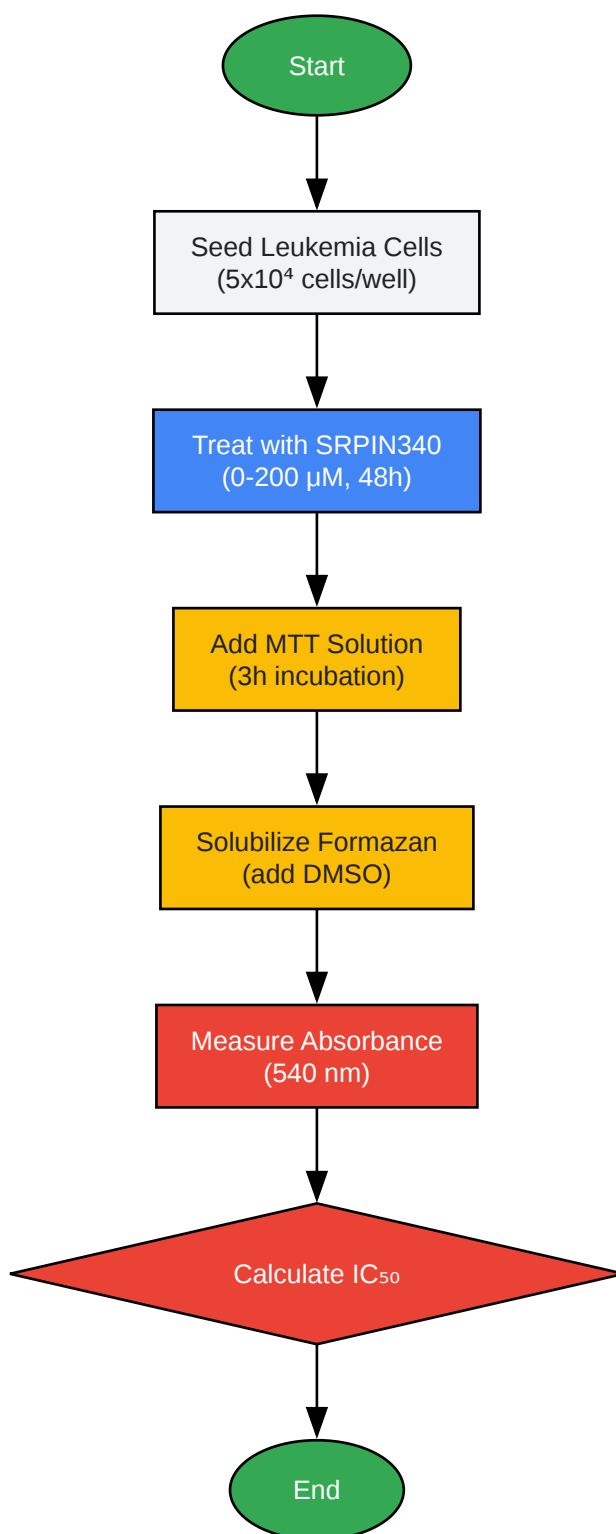 Start
Seed Leukemia Cells
(5x10⁴ cells/well)
Treat with SRPIN340
(0-200 μM, 48h)
Add MTT Solution
(3h incubation)
Solubilize Formazan
(add DMSO)
Measure Absorbance
(540 nm)
Calculate IC₅₀
End